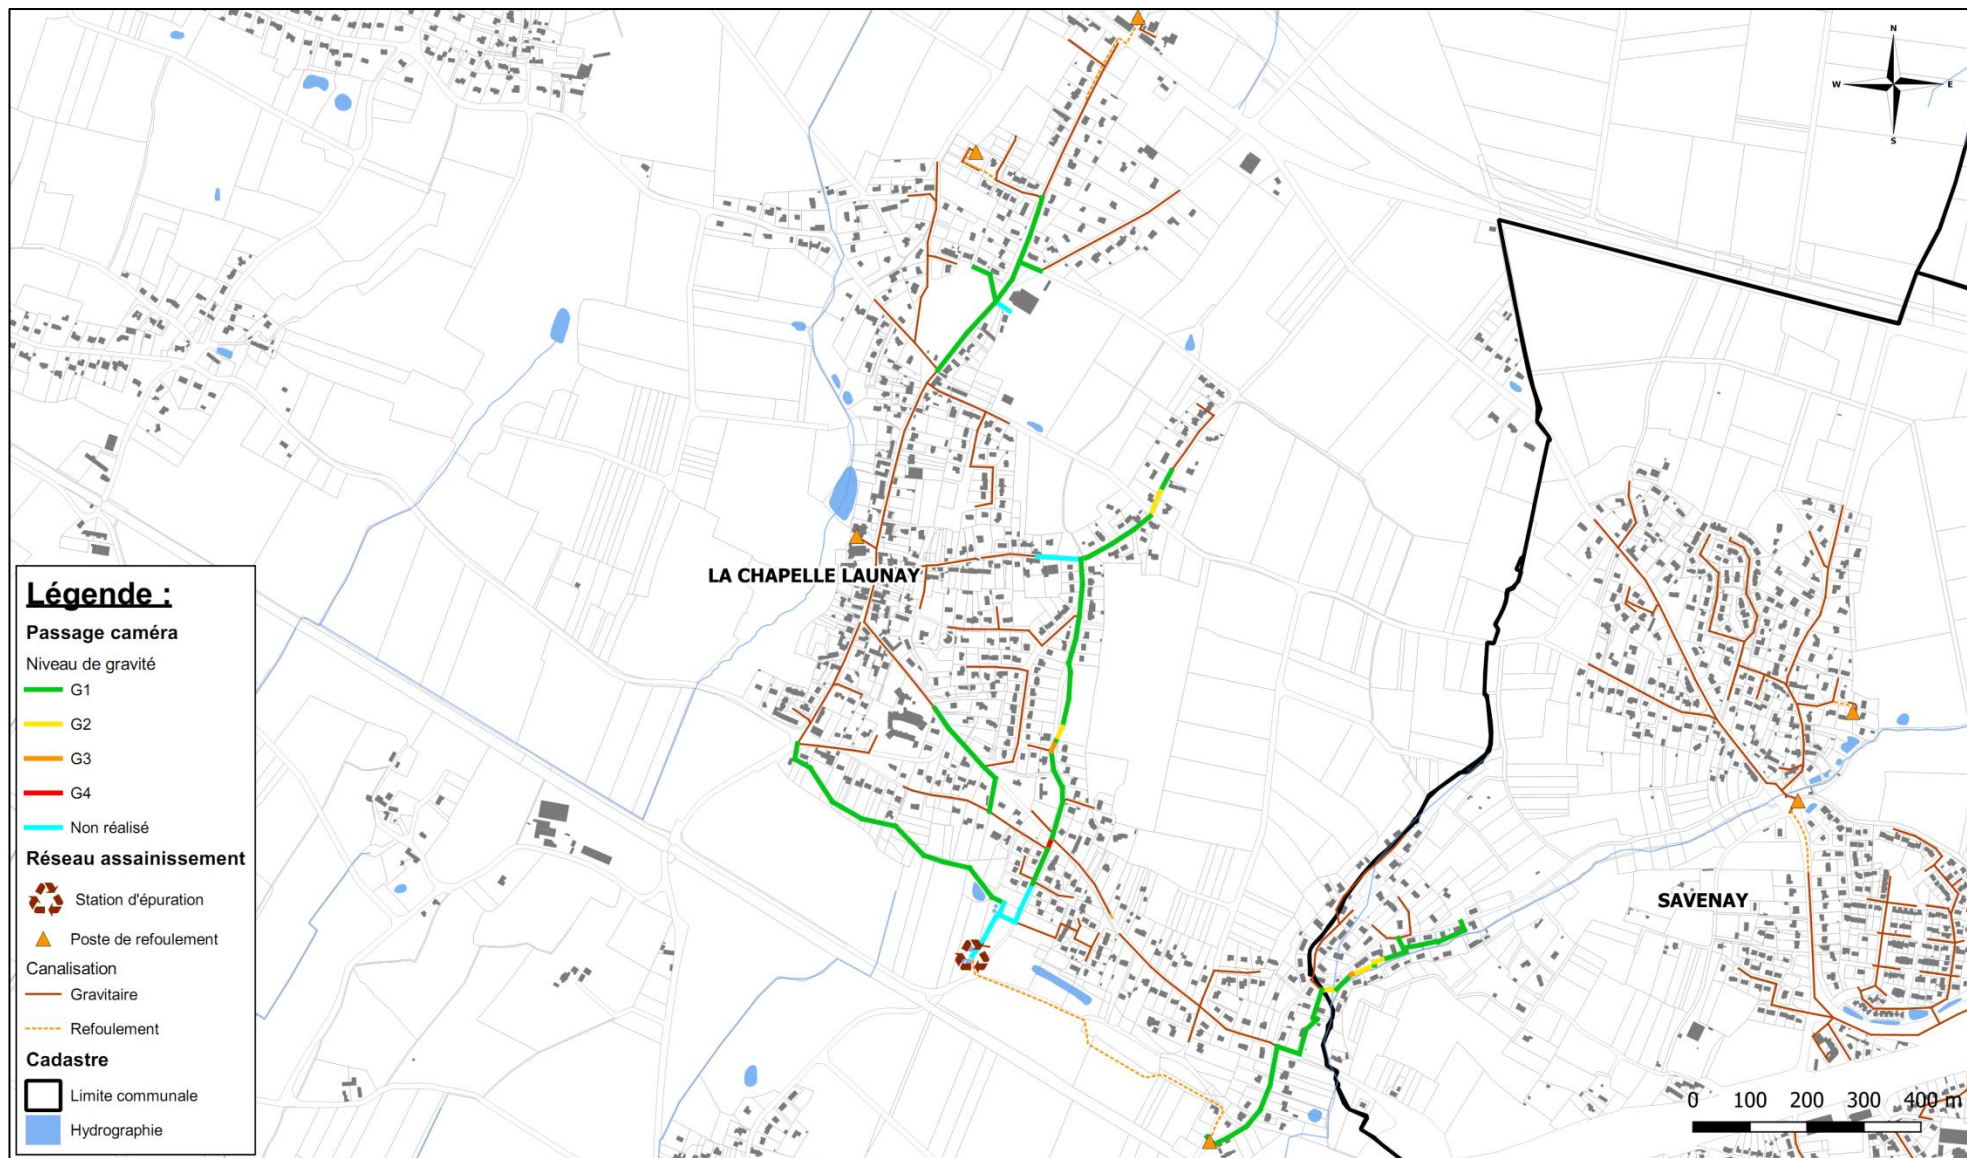 N
W
E
S
LA CHAPELLE LAUNAY
SAVENAY
Légende :
Passage caméra
Niveau de gravité
G1
G2
G3
G4
Non réalisé
Réseau assainissement
Station d'épuration
Poste de refoulement
Canalisation
Gravitaire
Refoulement
Cadastre
Limite communale
Hydrographie
0 100 200 300 400 m